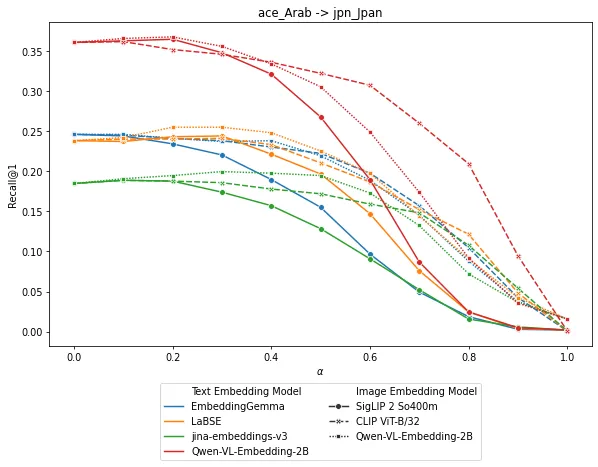 ace_Arab -> jpn_Jpan
0.35
0.30
0.25
0.20
0.15
0.10
0.05
0.00
Recall@1
0.0 0.2 0.4 0.6 0.8 1.0
α
Text Embedding Model Image Embedding Model
EmbeddingGemma SigLIP 2 So400m
LaBSE CLIP ViT-B/32
jina-embeddings-v3 Qwen-VL-Embedding-2B
Qwen-VL-Embedding-2B